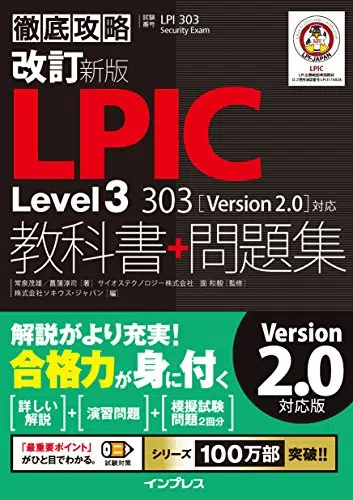 徹底攻略
試験番号
LPI 303
Security Exam
改訂新版
LPI-JAPAN
LPIC
LPIC
Level3 303 [Version 2.0] 対応
教科書+問題集
常泉茂雄/菖蒲淳司[著] サイオステクノロジー株式会社 面 和毅[監修]
株式会社ソキウス・ジャパン[編]
解説がより充実!
合格力が身に付く
[詳しい解説]+[演習問題]+[模擬試験問題2回分]
Version
2.0
対応版
「最重要ポイント」がひと目でわかる。
試験対策
シリーズ100万部突破!!
インプレス